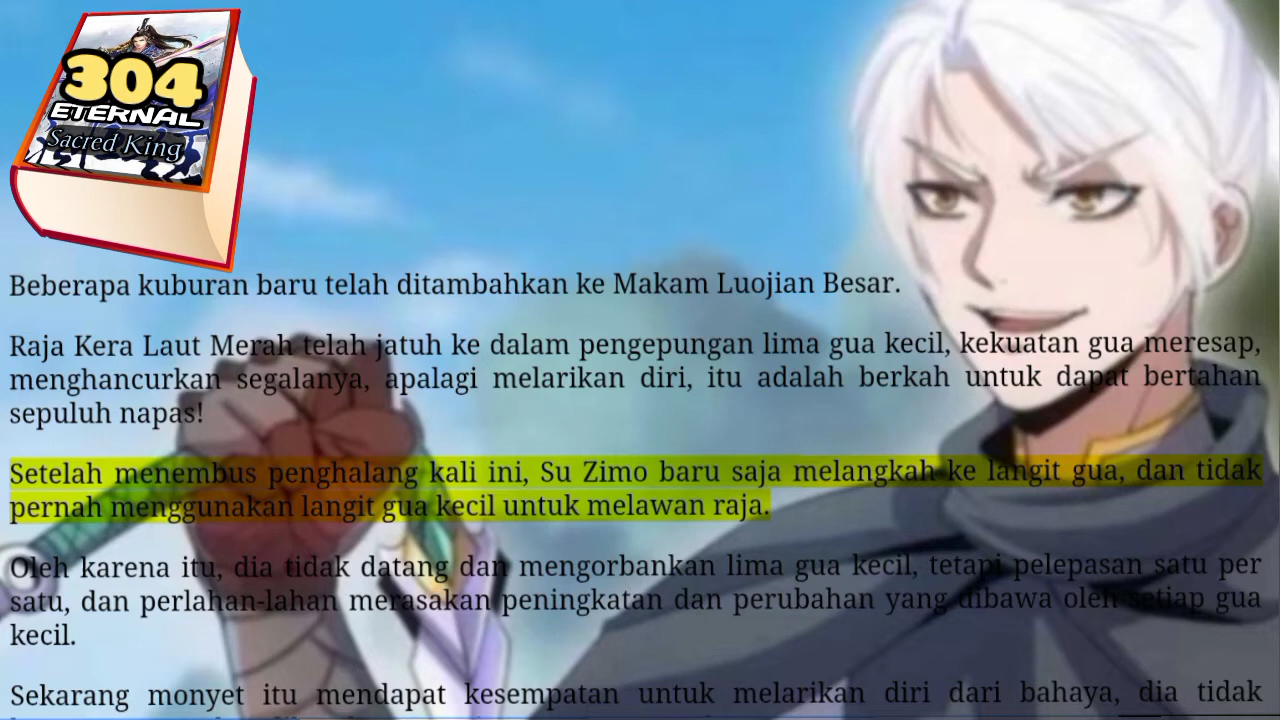 304
ETERNAL
Sacred King
Beberapa kuburan baru telah ditambahkan ke Makam Luojian Besar.
Raja Kera Laut Merah telah jatuh ke dalam pengepungan lima gua kecil, kekuatan gua meresap,
menghancurkan segalanya, apalagi melarikan diri, itu adalah berkah untuk dapat bertahan
sepuluh napas!
Setelah menembus penghalang kali ini, Su Zimo baru saja melangkah ke langit gua, dan tidak
pernah menggunakan langit gua kecil untuk melawan raja.
Oleh karena itu, dia tidak datang dan mengorbankan lima gua kecil, tetapi pelepasan satu per
satu, dan perlahan-lahan merasakan peningkatan dan perubahan yang dibawa oleh setiap gua
kecil.
Sekarang monyet itu mendapat kesempatan untuk melarikan diri dari bahaya, dia tidak